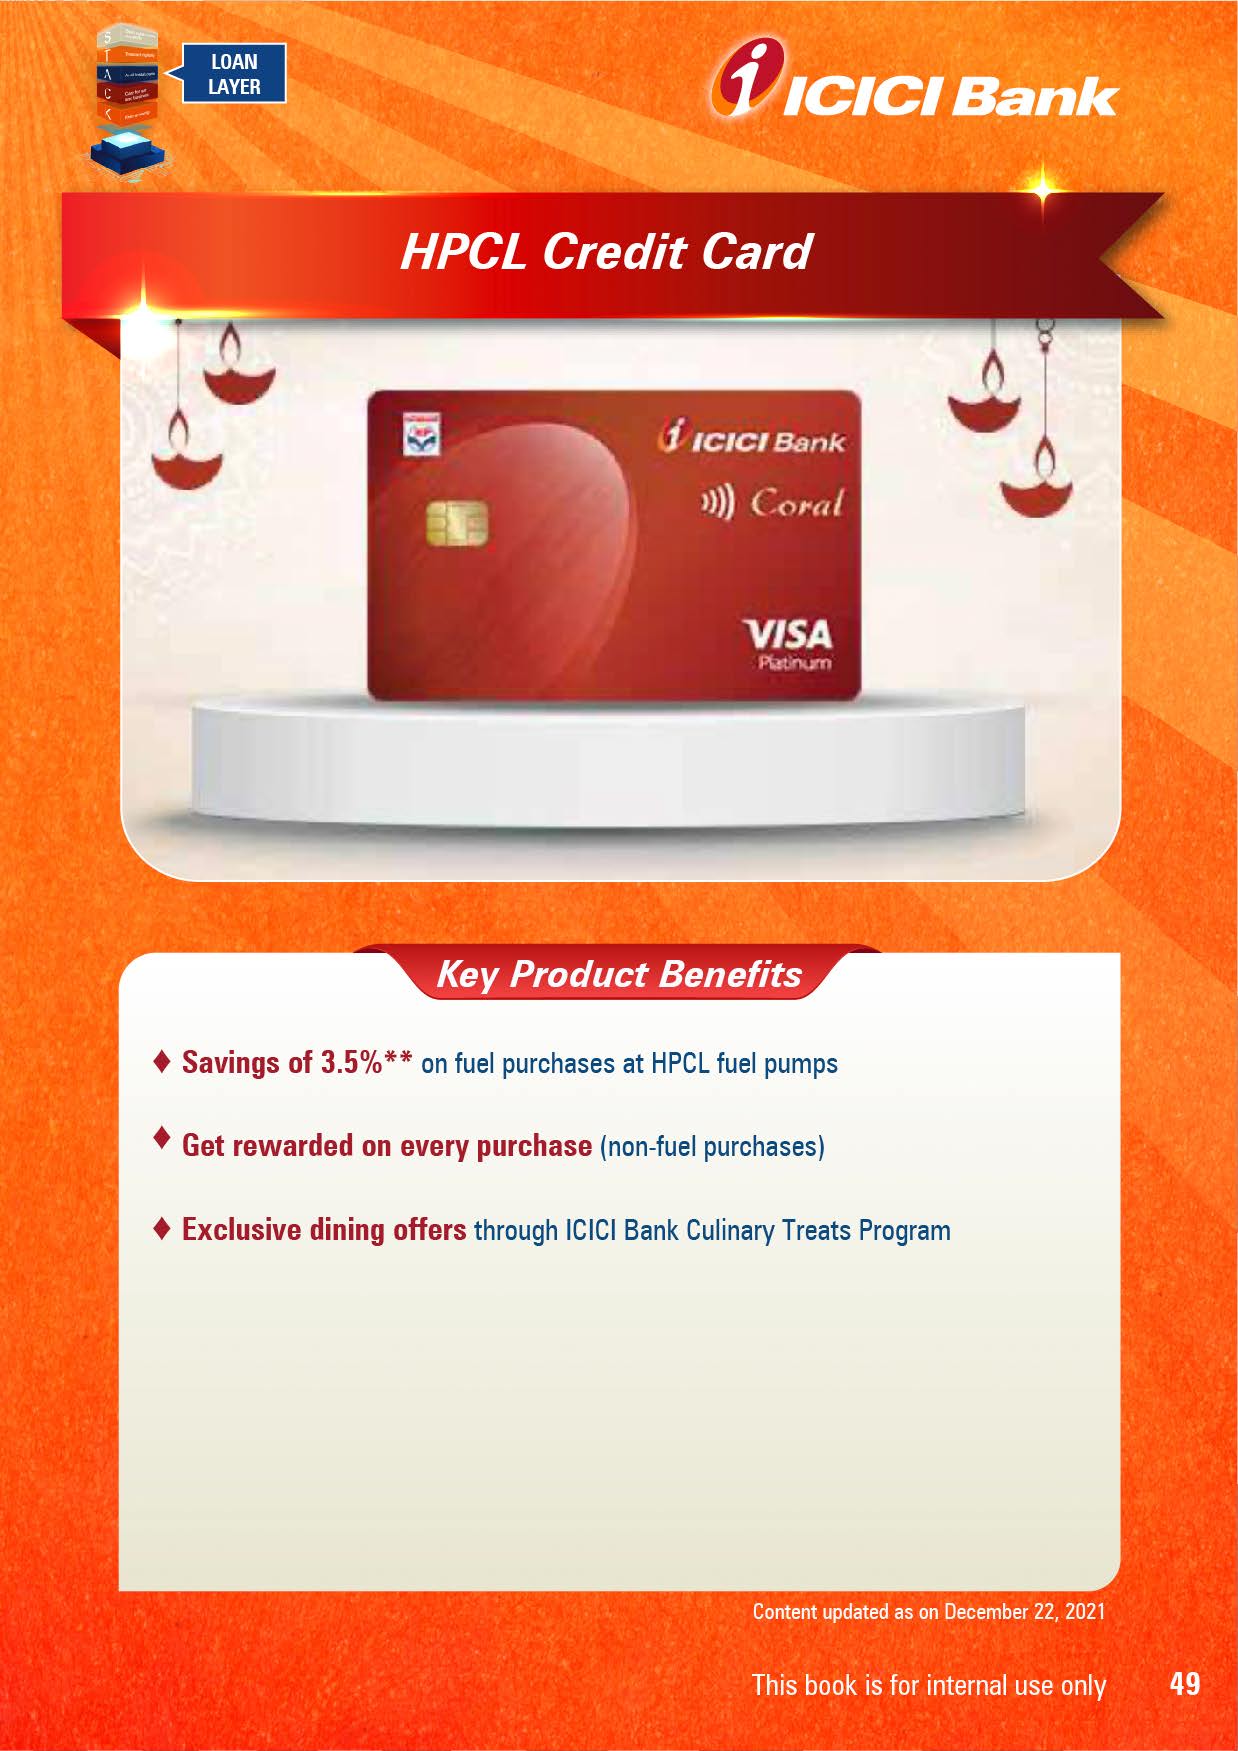 S
T
A
C
K
LOAN
LAYER
ICICI Bank
HPCL Credit Card
HP
ICICI Bank
Coral
VISA
Platinum
Key Product Benefits
♦ Savings of 3.5%** on fuel purchases at HPCL fuel pumps
♦ Get rewarded on every purchase (non-fuel purchases)
♦ Exclusive dining offers through ICICI Bank Culinary Treats Program
Content updated as on December 22, 2021
This book is for internal use only 49